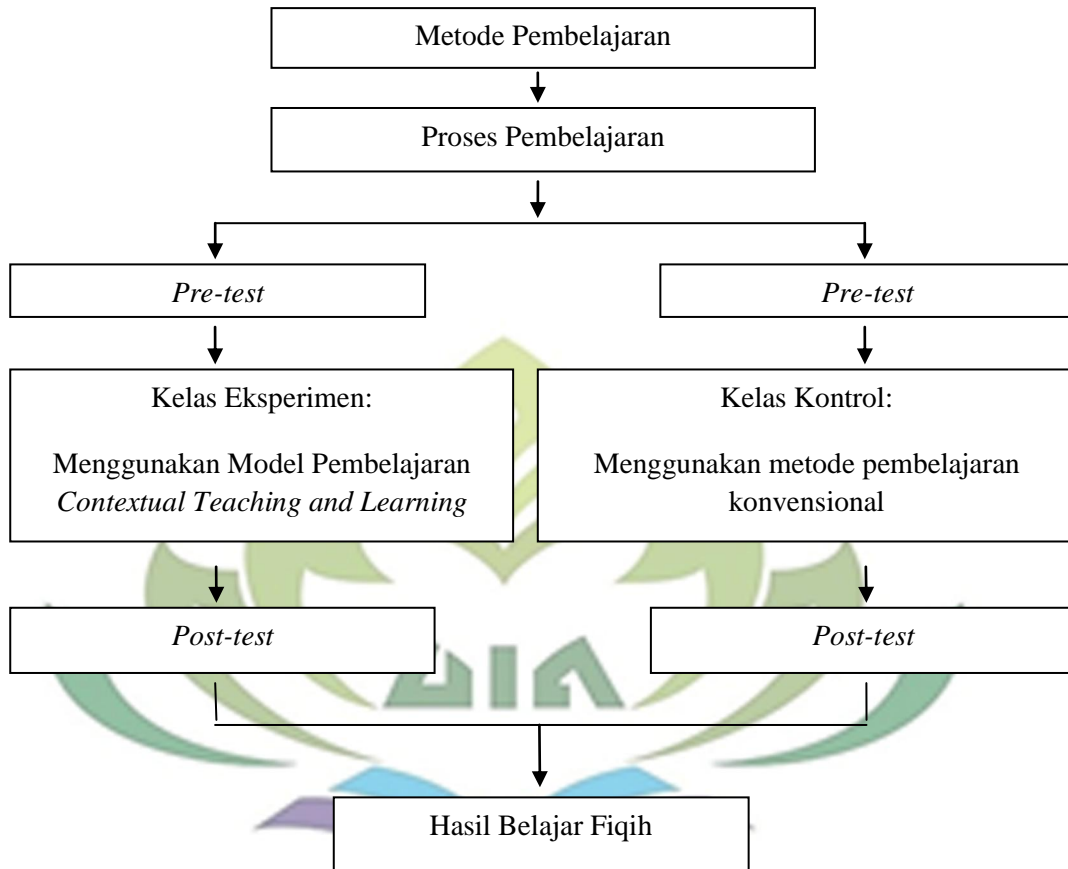 Metode Pembelajaran
Proses Pembelajaran
Pre-test
Pre-test
Kelas Eksperimen:
Menggunakan Model Pembelajaran
Contextual Teaching and Learning
Kelas Kontrol:
Menggunakan metode pembelajaran
konvensional
Post-test
Post-test
Hasil Belajar Fiqih